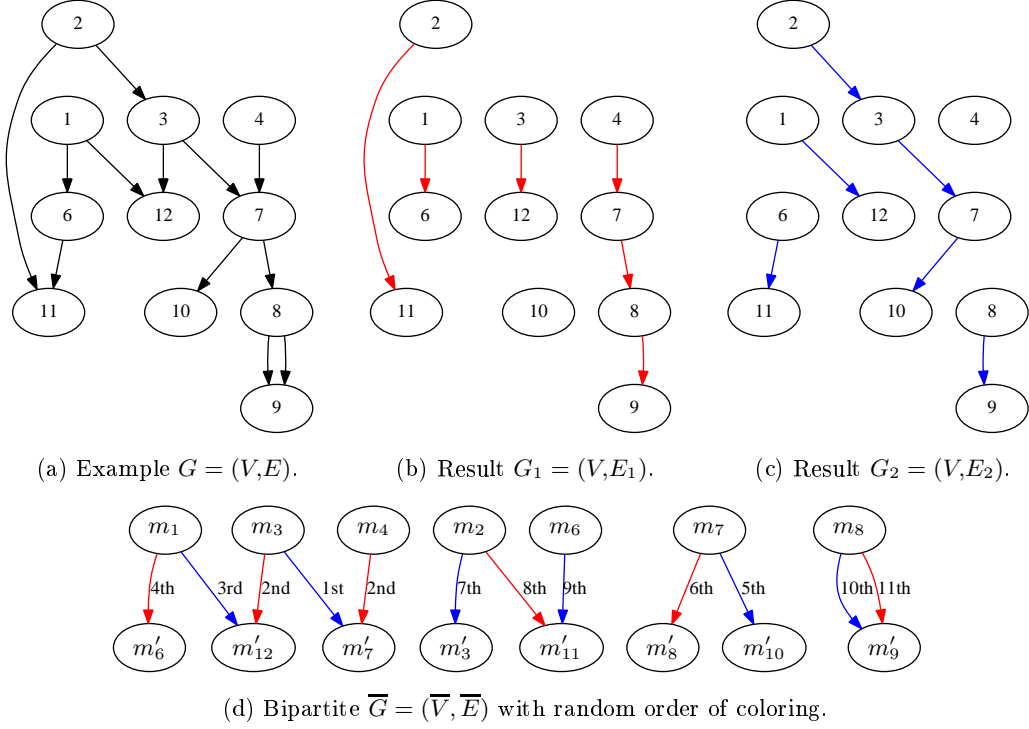 2 2 2
1 3 4 1 3 4 1 3 4
6 12 7 6 12 7 6 12 7
11 10 8 11 10 8 11 10 8
9 9 9
(a) Example G = (V,E). (b) Result G₁ = (V,E₁). (c) Result G₂ = (V,E₂).
m₁ m₃ m₄ m₂ m₆ m₇ m₈
4th 3rd 2nd 1st 2nd 7th 8th 9th 6th 5th 10th 11th
m′₆ m′₁₂ m′₇ m′₃ m′₁₁ m′₈ m′₁₀ m′₉
(d) Bipartite G̅ = (V̅, E̅) with random order of coloring.